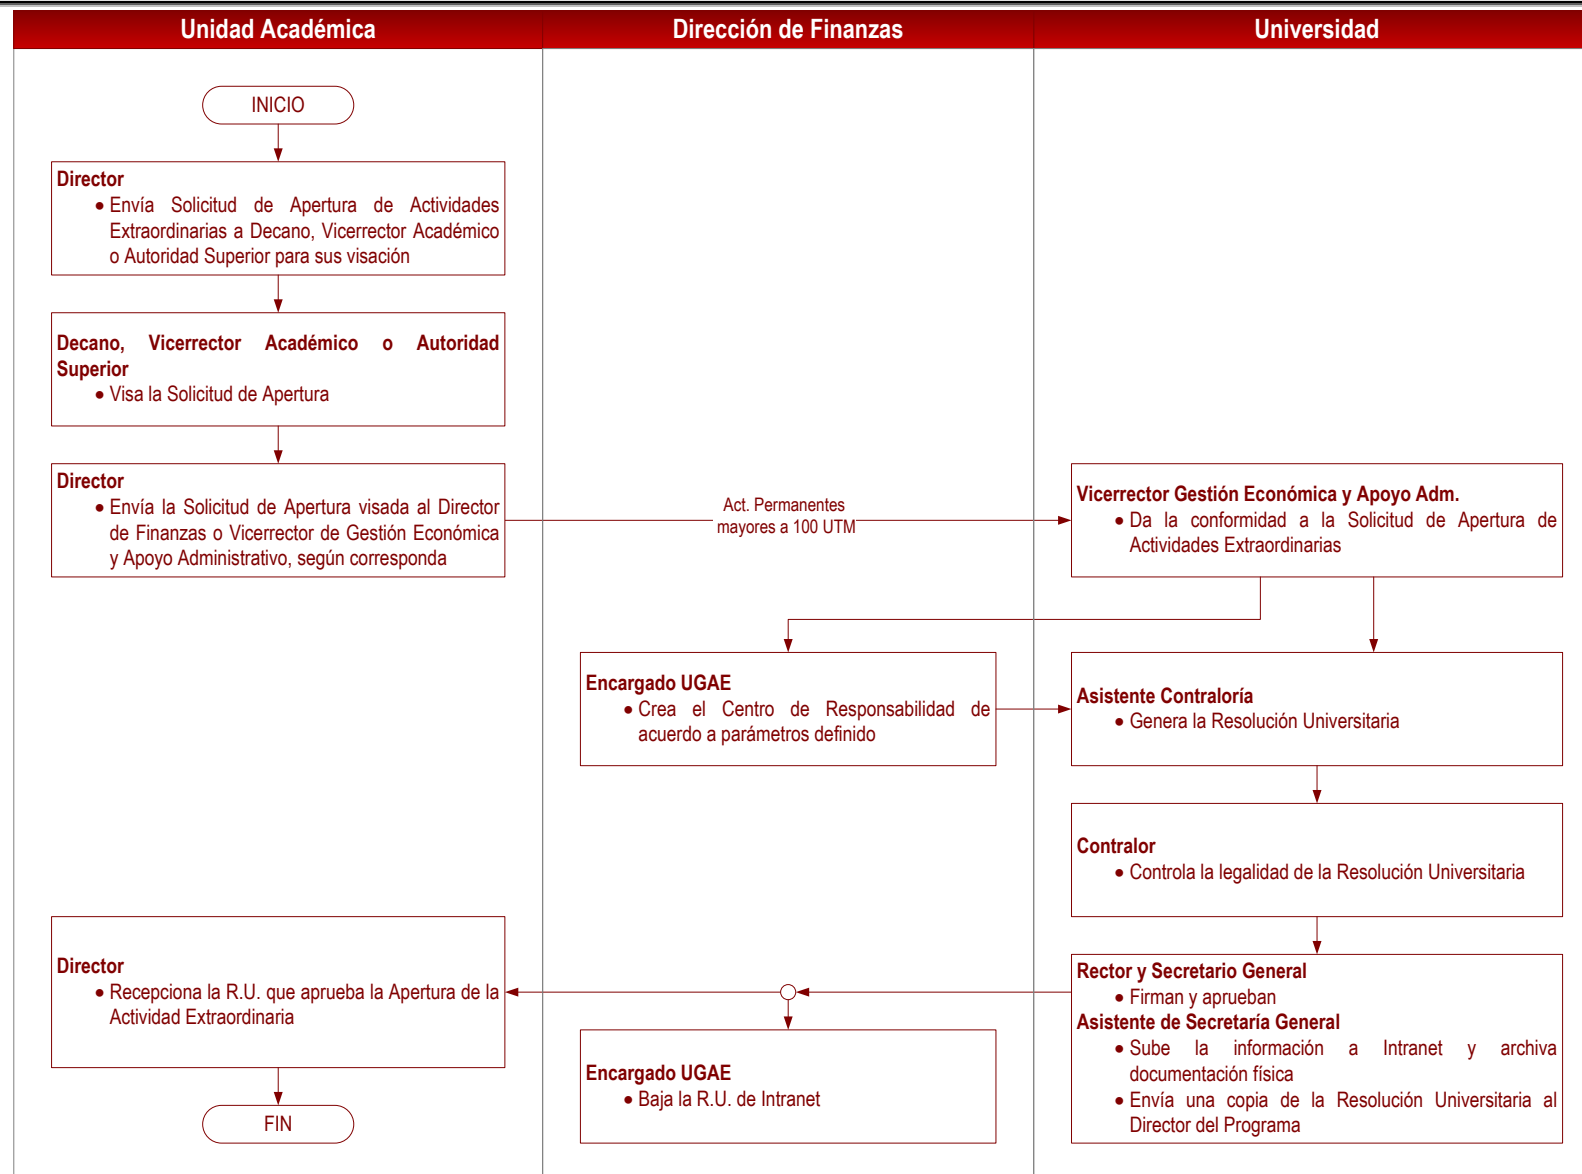 Unidad Académica
Dirección de Finanzas
Universidad
INICIO
Director
• Envía Solicitud de Apertura de Actividades
Extraordinarias a Decano, Vicerrector Académico
o Autoridad Superior para sus visación
Decano, Vicerrector Académico o Autoridad
Superior
• Visa la Solicitud de Apertura
Director
• Envía la Solicitud de Apertura visada al Director
de Finanzas o Vicerrector de Gestión Económica
y Apoyo Administrativo, según corresponda
Act. Permanentes
mayores a 100 UTM
Vicerrector Gestión Económica y Apoyo Adm.
• Da la conformidad a la Solicitud de Apertura de
Actividades Extraordinarias
Encargado UGAE
• Crea el Centro de Responsabilidad de
acuerdo a parámetros definido
Asistente Contraloría
• Genera la Resolución Universitaria
Contralor
• Controla la legalidad de la Resolución Universitaria
Rector y Secretario General
• Firman y aprueban
Asistente de Secretaría General
• Sube la información a Intranet y archiva
documentación física
• Envía una copia de la Resolución Universitaria al
Director del Programa
Encargado UGAE
• Baja la R.U. de Intranet
Director
• Recepciona la R.U. que aprueba la Apertura de la
Actividad Extraordinaria
FIN